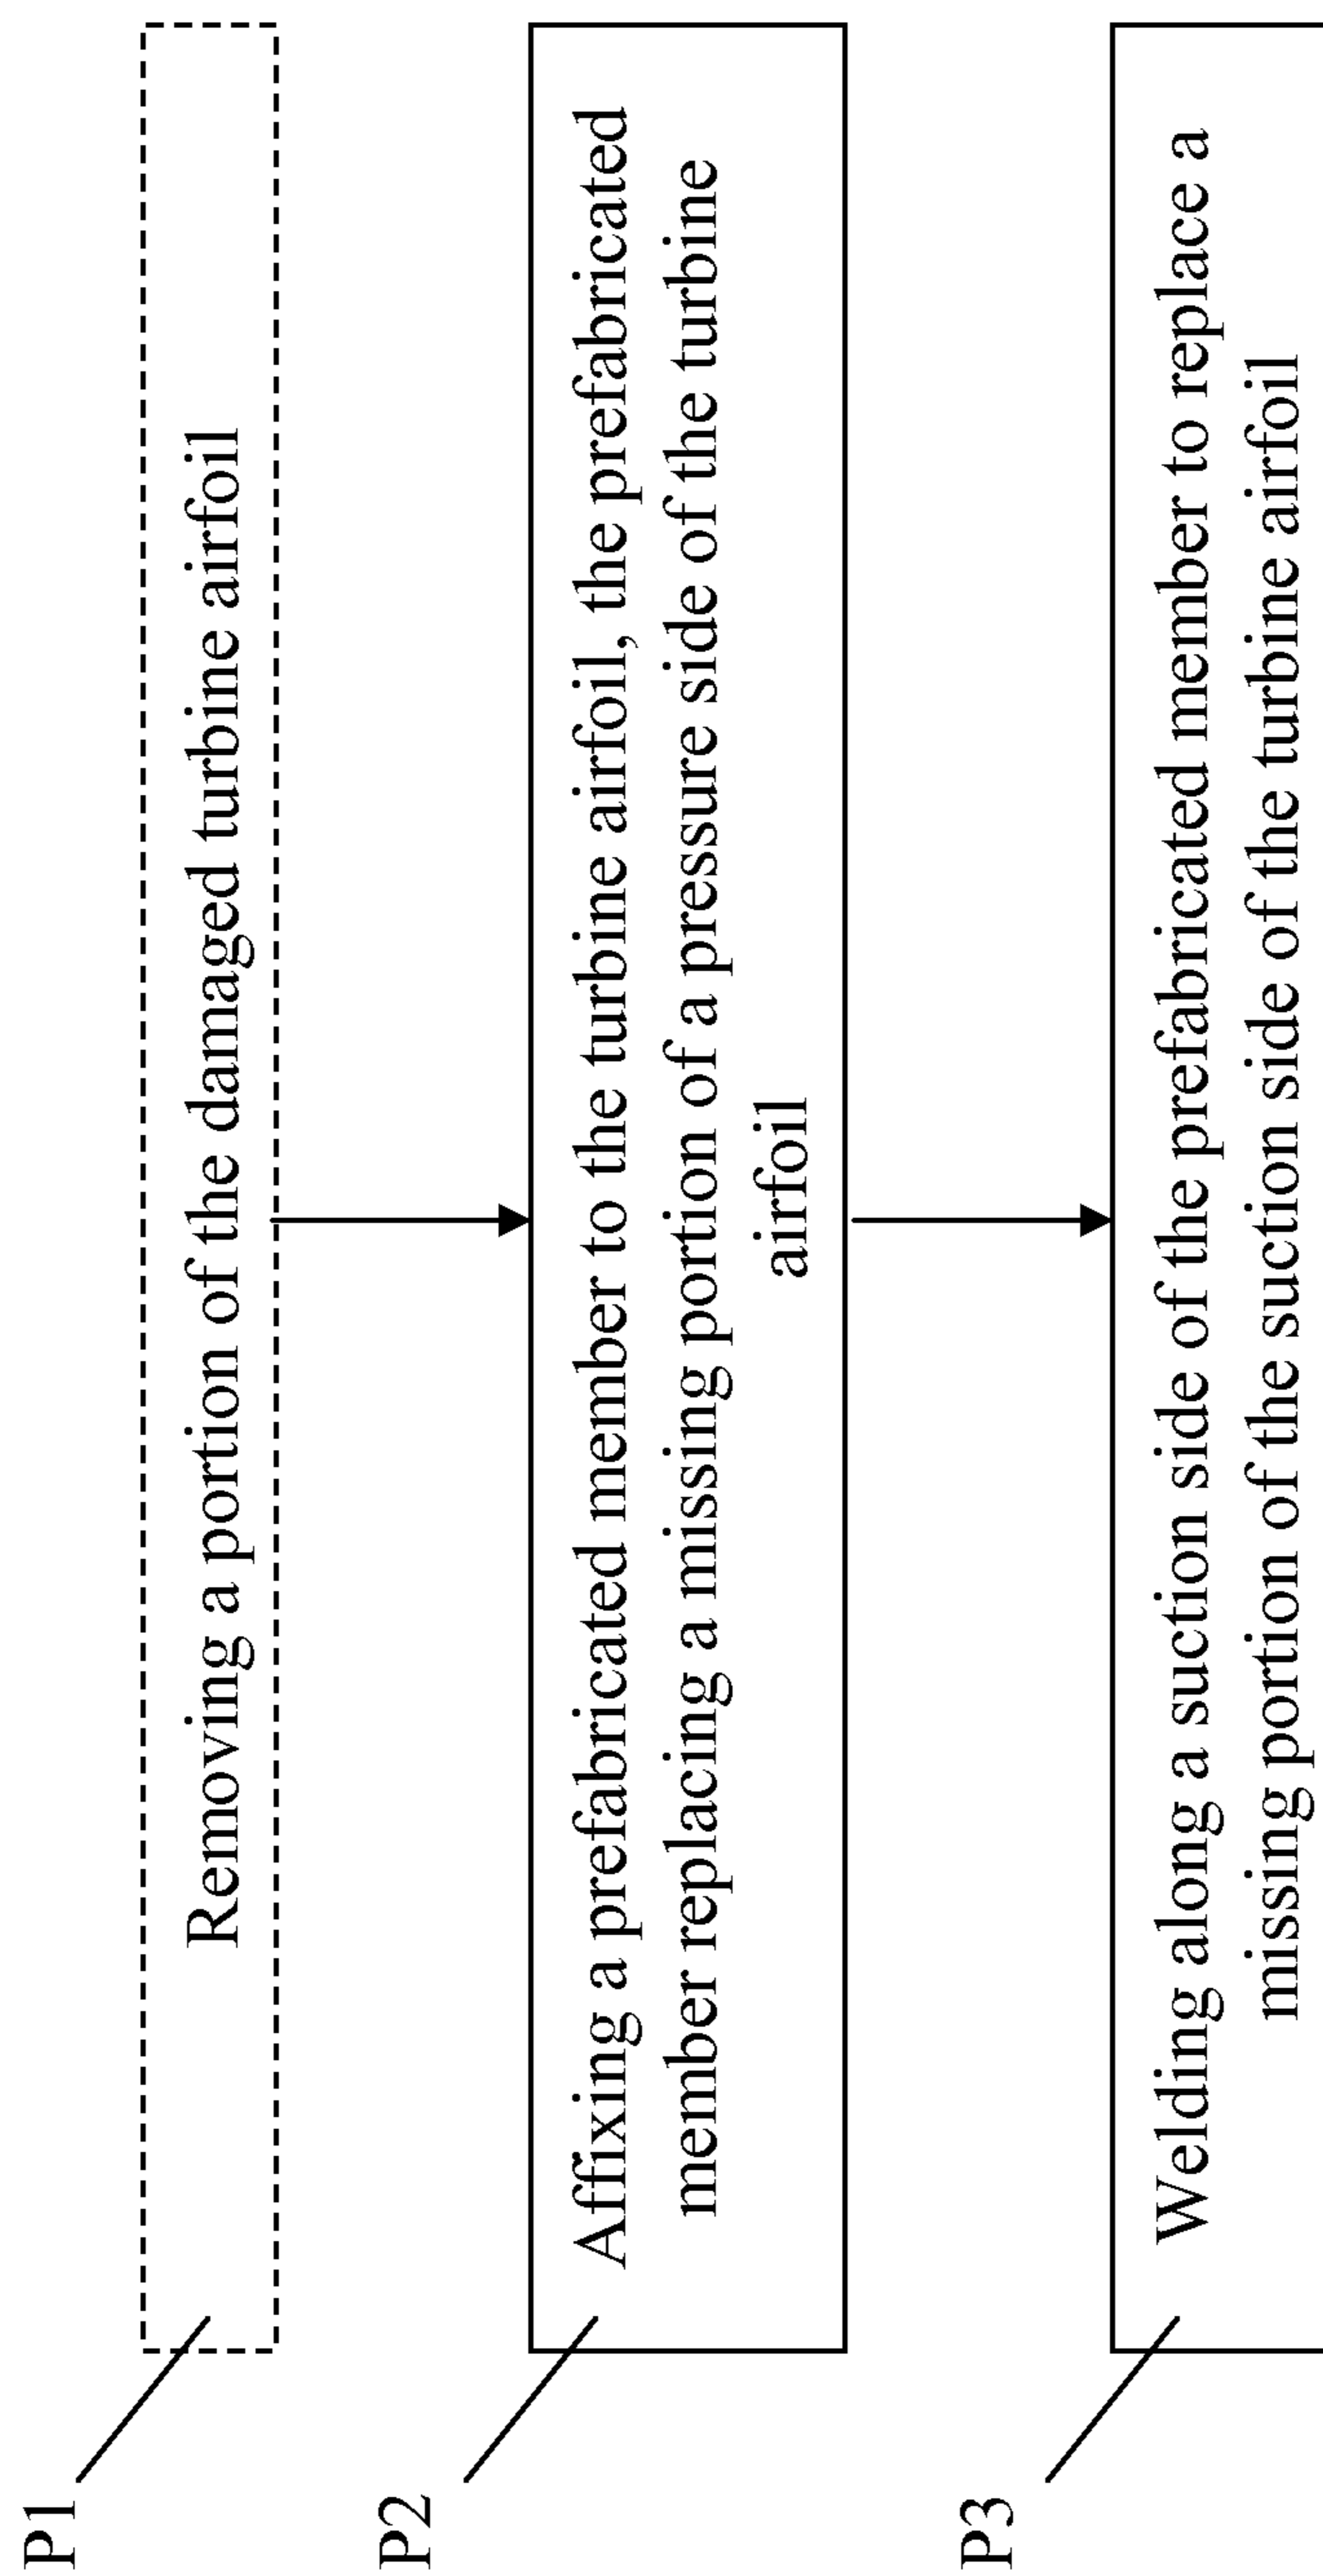 P1
Removing a portion of the damaged turbine airfoil
P2
Affixing a prefabricated member to the turbine airfoil, the prefabricated
member replacing a missing portion of a pressure side of the turbine
airfoil
P3
Welding along a suction side of the prefabricated member to replace a
missing portion of the suction side of the turbine airfoil